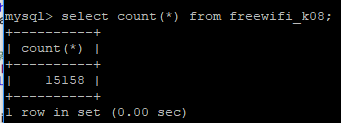 mysql> select count(*) from freewifi_k08;
+----------+
| count(*) |
+----------+
|    15158 |
+----------+
1 row in set (0.00 sec)